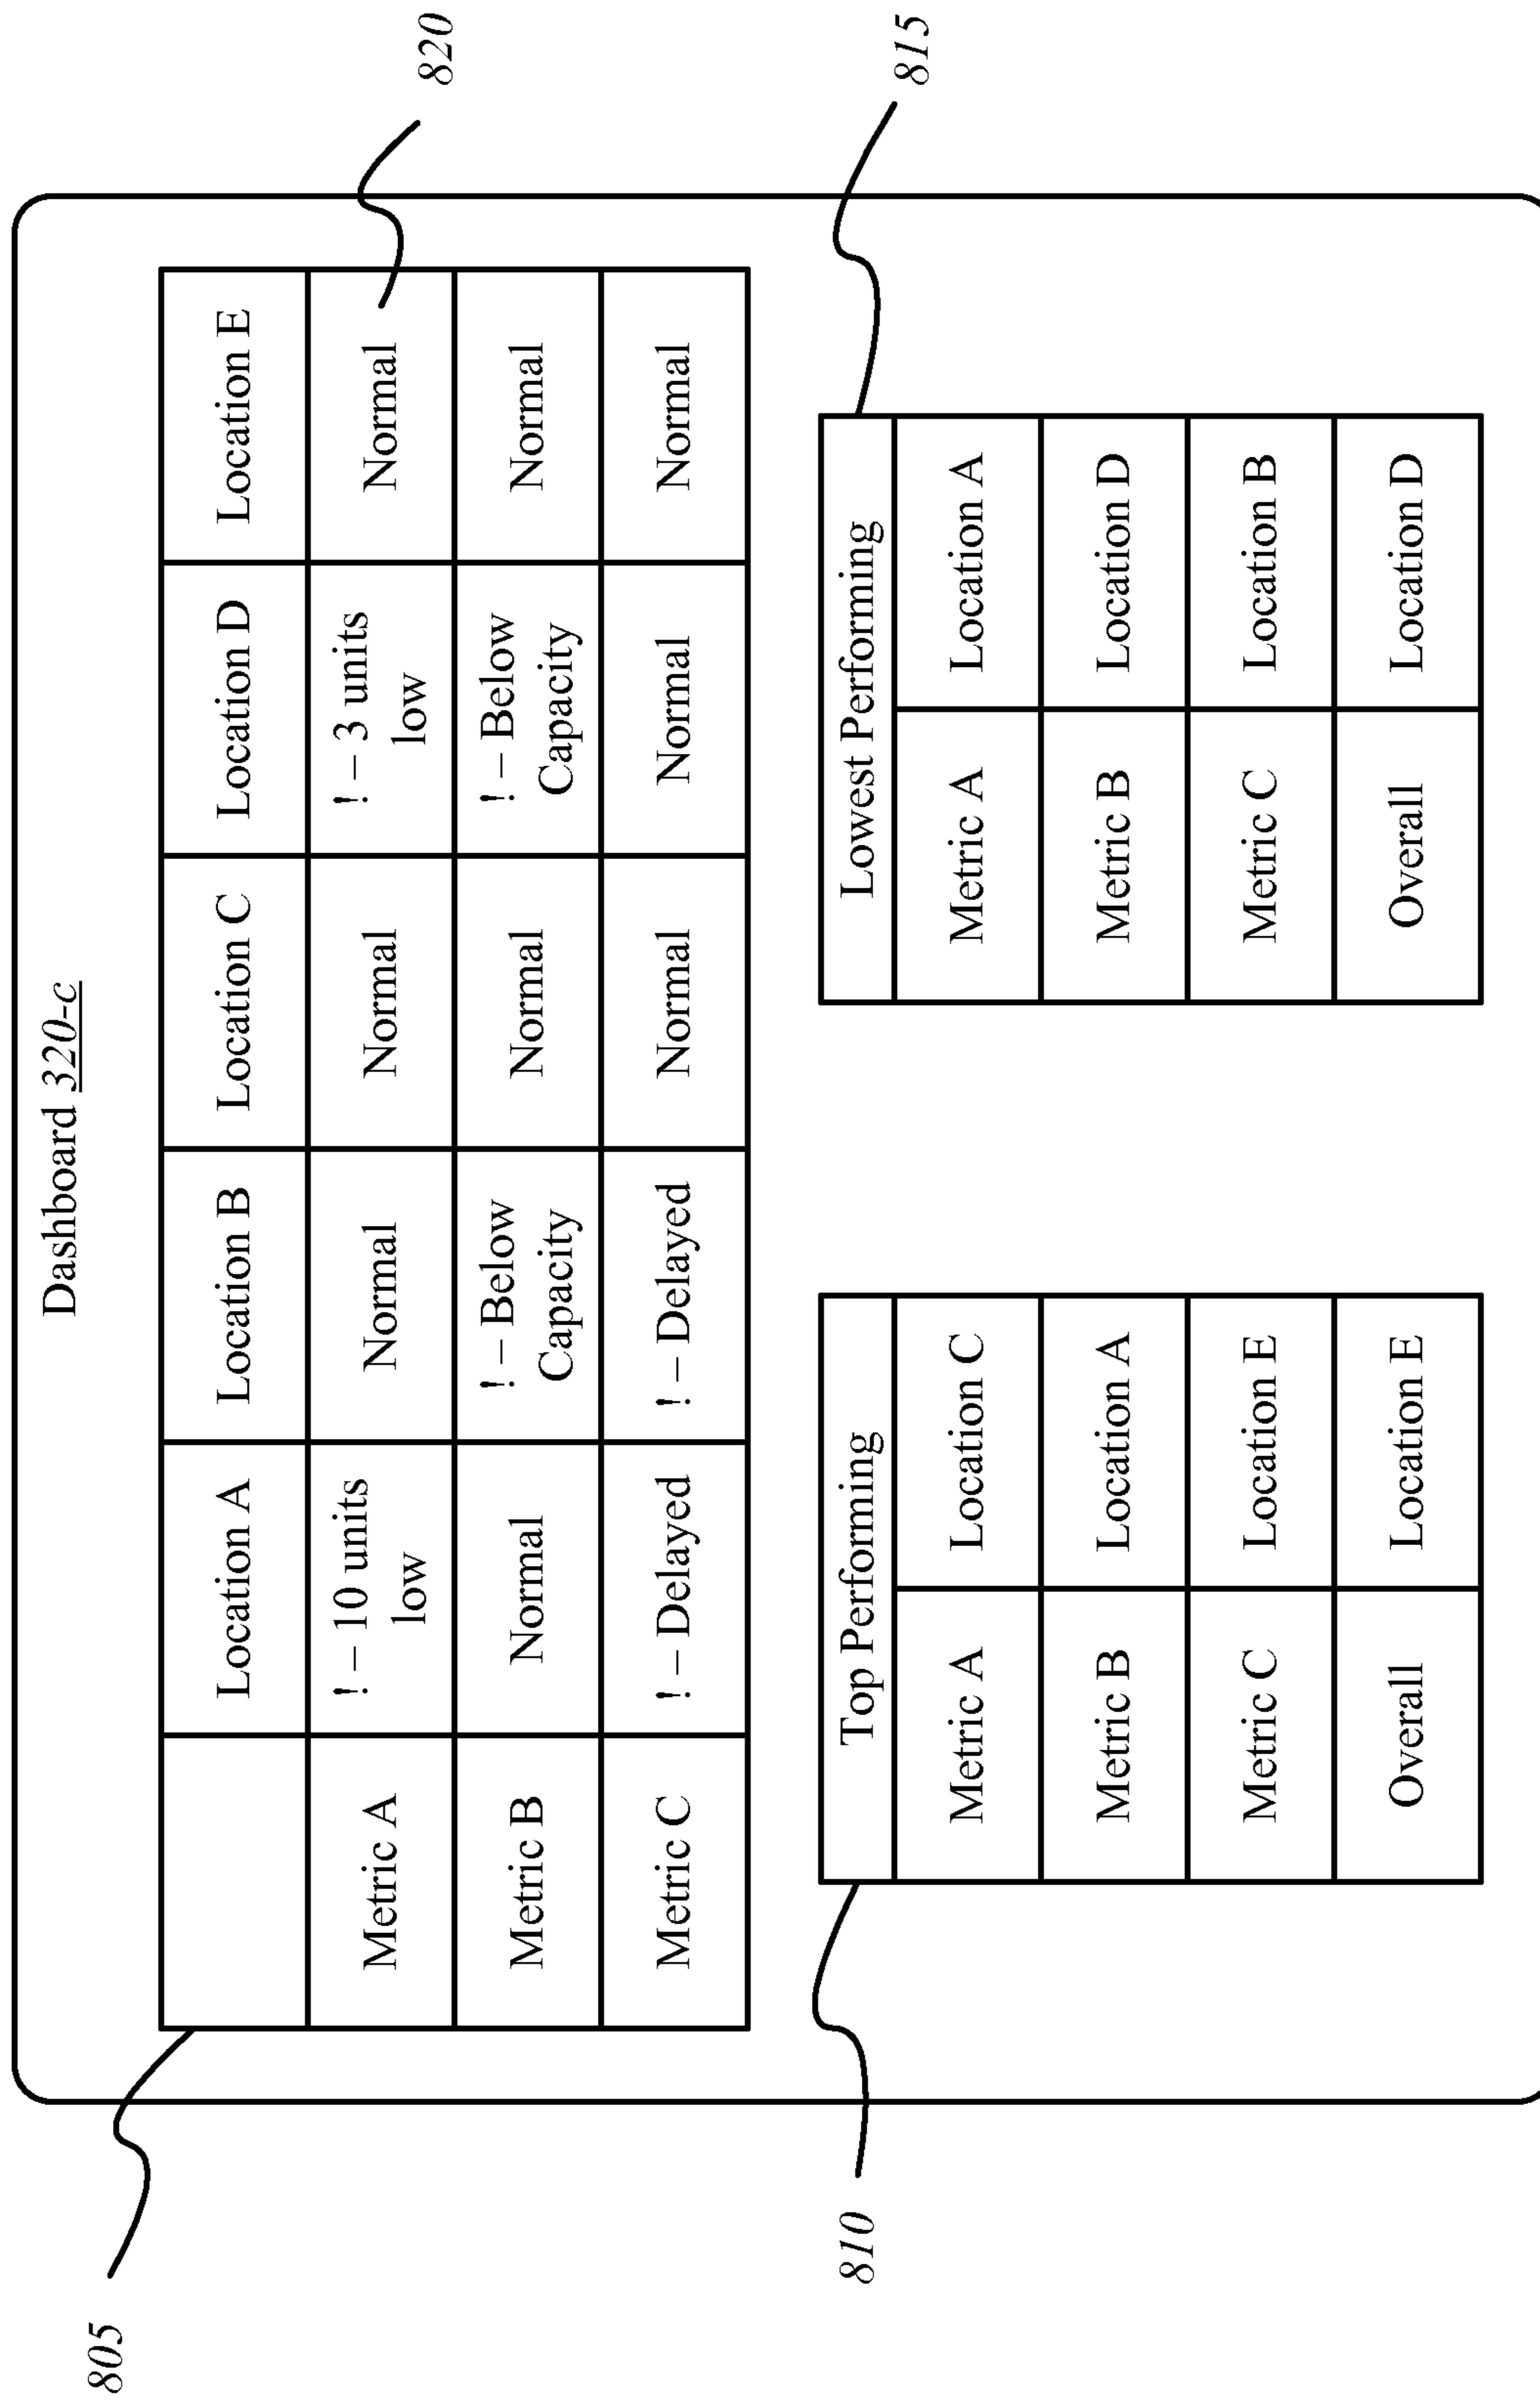 Dashboard 320-c
805
Location A
Location B
Location C
Location D
Location E
Metric A
! – 10 units
low
Normal
Normal
! – 3 units
low
Normal
820
Metric B
Normal
! – Below
Capacity
Normal
! – Below
Capacity
Normal
Metric C
! – Delayed
! – Delayed
Normal
Normal
Normal
810
Top Performing
Metric A
Location C
Metric B
Location A
Metric C
Location E
Overall
Location E
815
Lowest Performing
Metric A
Location A
Metric B
Location D
Metric C
Location B
Overall
Location D